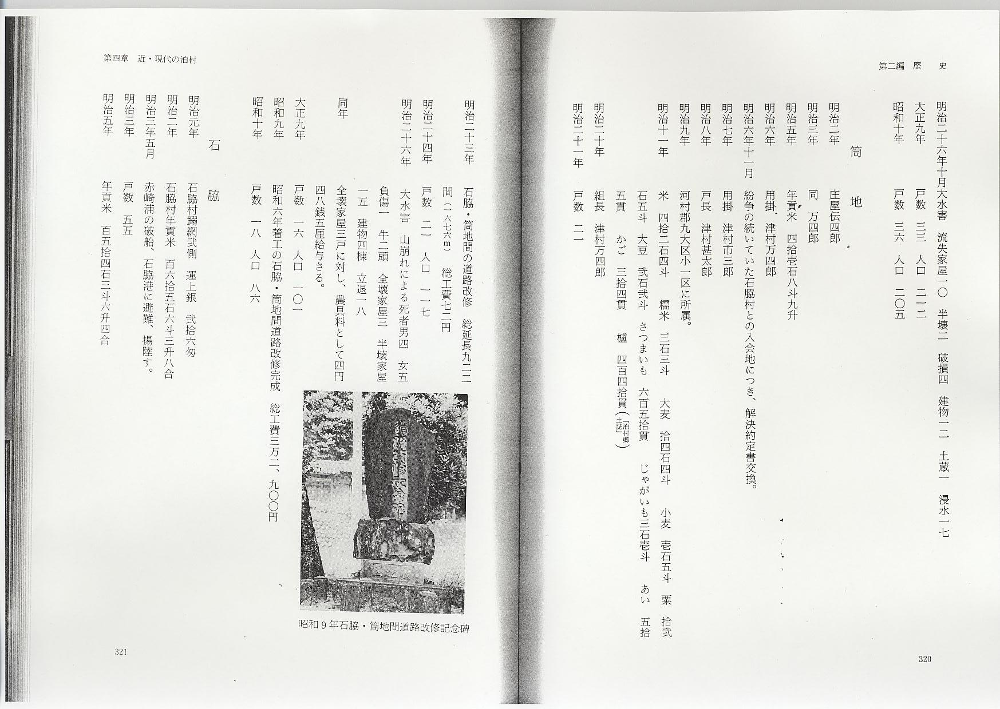 第二編　歴　史
明治二十六年十月大水害　流失家屋一〇　半壊二　破損四　建物一二　土蔵一　浸水一七
大正九年　戸数　三三　人口　二一二
昭和十年　戸数　三六　人口　二〇五
筒　地
明治二年　庄屋伝四郎
明治三年　同　万四郎
明治五年　年貢米　四拾壱石八斗九升
明治六年　用掛　津村万四郎
明治六年十一月　紛争の続いていた石脇村との入会地につき、解決約定書交換。
明治七年　用掛　津村市三郎
明治八年　戸長　津村甚太郎
明治九年　河村郡九大区小一区に所属。
明治十一年　米　四拾二石四斗　糯米　三石三斗　大麦　拾四石四斗　小麦　壱石五斗　粟　拾弐
石五斗　大豆　弐石弐斗　さつまいも　六百五拾貫　じゃがいも三石壱斗　あい　五拾
五貫　かご　三拾四貫　櫨　四百四拾貫（『泊村郷土誌』）
明治二十年　組長　津村万四郎
明治二十一年　戸数　二一
320
第四章　近・現代の泊村
明治二十三年　石脇・筒地間の道路改修　総延長九二二
間（一六七六ｍ）　総工費七二円
明治二十四年　戸数　二一　人口　一一七
明治二十六年　大水害　山崩れによる死者男四　女五
負傷一　牛二頭　全壊家屋三　半壊家屋
一五　建物四棟　立退一八
同年　全壊家屋三戸に対し、農具料として四円
四八銭五厘給与さる。
大正九年　戸数　一六　人口　一〇一
昭和九年　昭和六年着工の石脇・筒地間道路改修完成　総工費三万二、九〇〇円
昭和十年　戸数　一八　人口　八六
昭和9年石脇・筒地間道路改修記念碑
石　脇
明治元年　石脇村鰯網弐側　運上銀　弐拾六匁
明治二年　石脇村年貢米　百六拾五石六斗三升八合
明治三年五月　赤崎浦の破船、石脇港に避難、揚陸す。
明治三年　戸数　五五
明治五年　年貢米　百五拾四石三斗六升四合
321